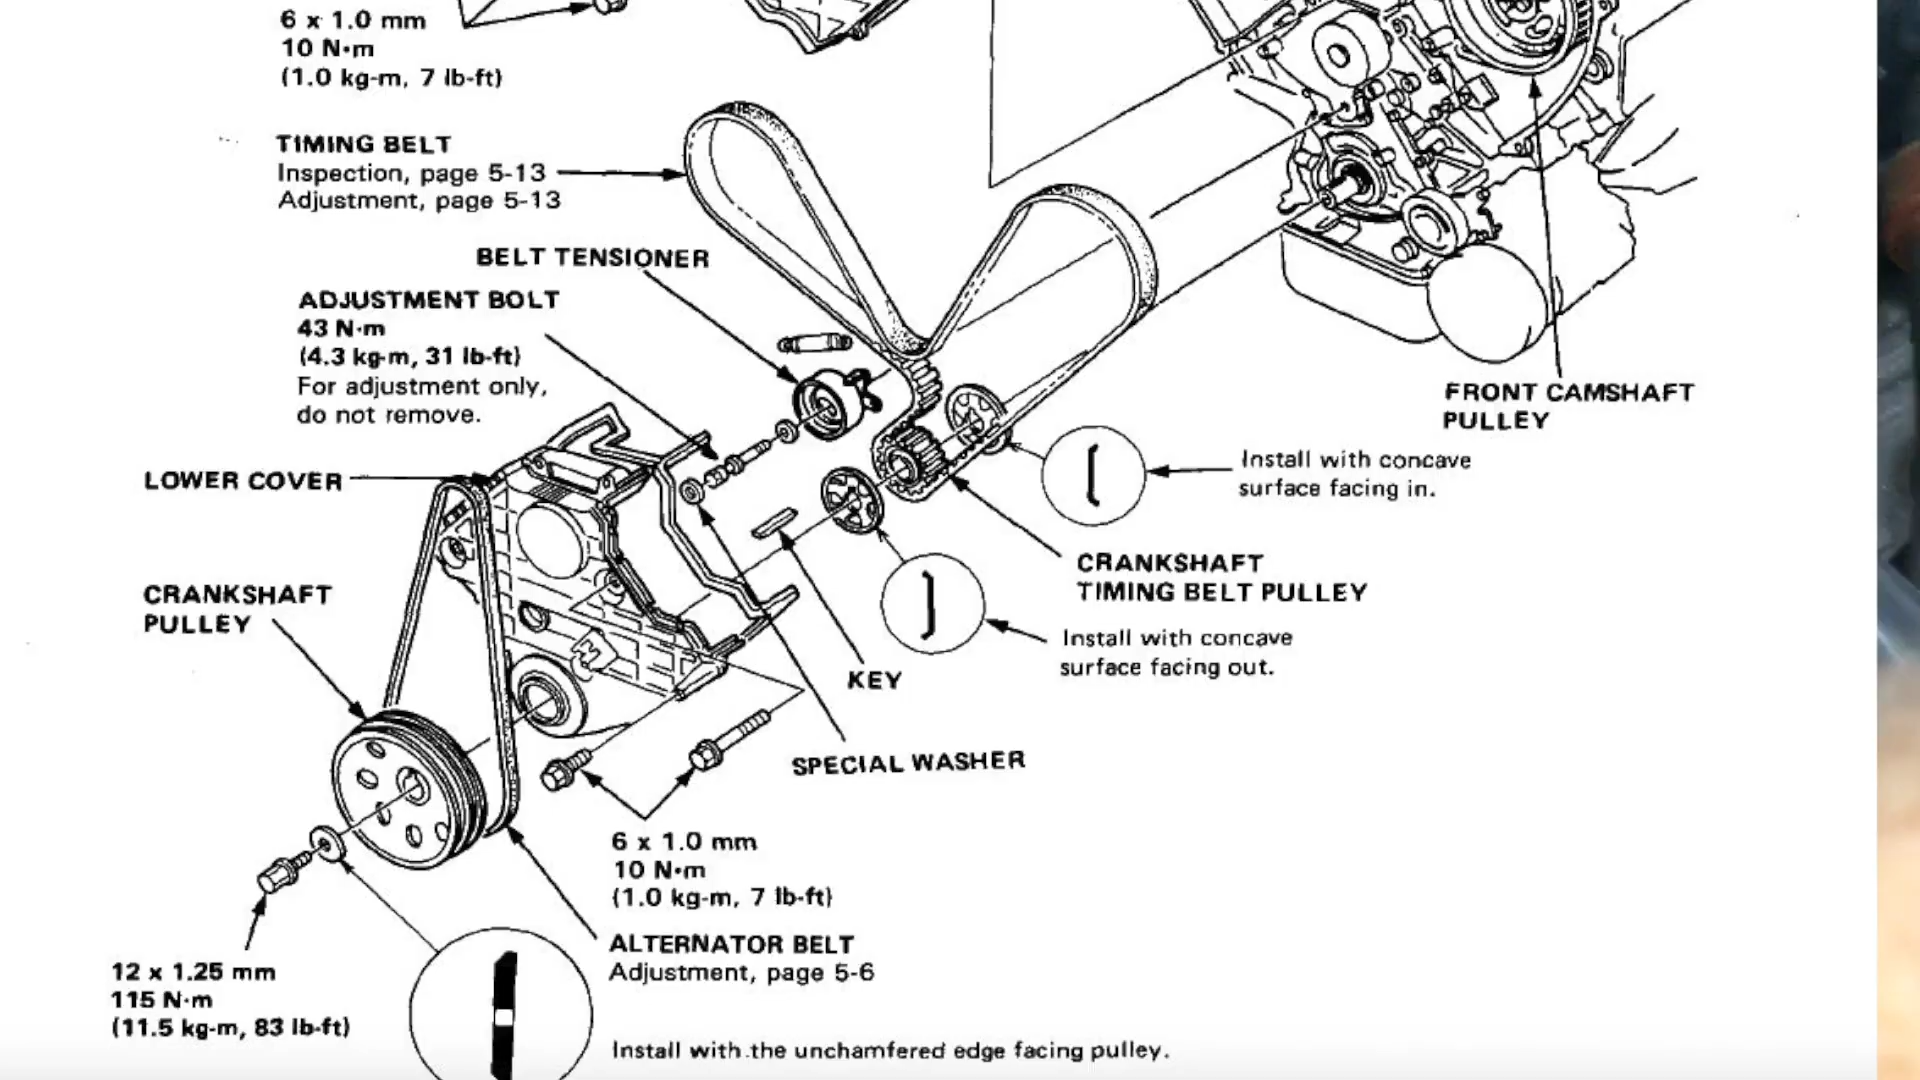 6 x 1.0 mm
10 N·m
(1.0 kg-m, 7 lb-ft)
TIMING BELT
Inspection, page 5-13
Adjustment, page 5-13
BELT TENSIONER
ADJUSTMENT BOLT
43 N·m
(4.3 kg-m, 31 lb-ft)
For adjustment only,
do not remove.
FRONT CAMSHAFT
PULLEY
Install with concave
surface facing in.
LOWER COVER
CRANKSHAFT
TIMING BELT PULLEY
CRANKSHAFT
PULLEY
Install with concave
surface facing out.
KEY
SPECIAL WASHER
6 x 1.0 mm
10 N·m
(1.0 kg-m, 7 lb-ft)
ALTERNATOR BELT
Adjustment, page 5-6
12 x 1.25 mm
115 N·m
(11.5 kg-m, 83 lb-ft)
Install with the unchamfered edge facing pulley.